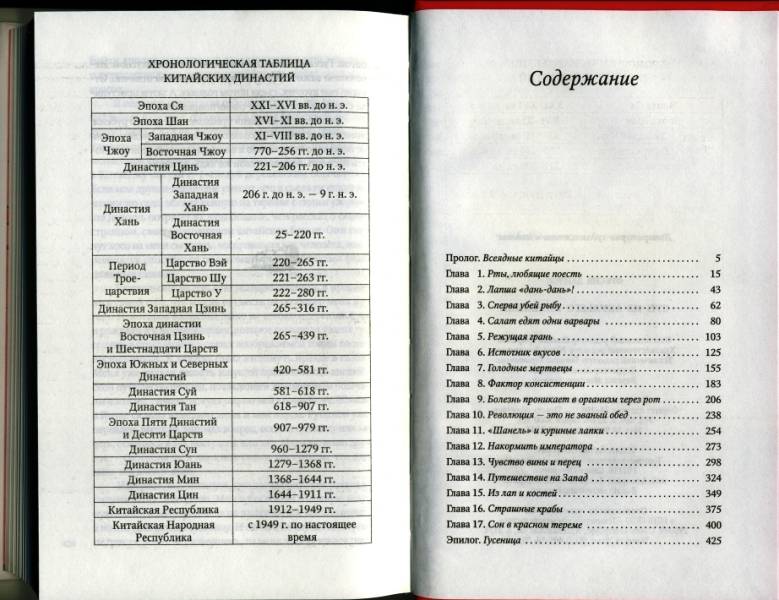 ХРОНОЛОГИЧЕСКАЯ ТАБЛИЦА
КИТАЙСКИХ ДИНАСТИЙ
Эпоха Ся XXI–XVI вв. до н. э.
Эпоха Шан XVI–XI вв. до н. э.
Эпоха Чжоу Западная Чжоу XI–VIII вв. до н. э.
Восточная Чжоу 770–256 гг. до н. э.
Династия Цинь 221–206 гг. до н. э.
Династия Хань
Династия
Западная
Хань
206 г. до н. э. — 9 г. н. э.
Династия
Восточная
Хань
25–220 гг.
Период
Трое-
царствия
Царство Вэй 220–265 гг.
Царство Шу 221–263 гг.
Царство У 222–280 гг.
Династия Западная Цзинь 265–316 гг.
Эпоха династии
Восточная Цзинь
и Шестнадцати Царств
265–439 гг.
Эпоха Южных и Северных
Династий
420–581 гг.
Династия Суй 581–618 гг.
Династия Тан 618–907 гг.
Эпоха Пяти Династий
и Десяти Царств
907–979 гг.
Династия Сун 960–1279 гг.
Династия Юань 1279–1368 гг.
Династия Мин 1368–1644 гг.
Династия Цин 1644–1911 гг.
Китайская Республика 1912–1949 гг.
Китайская Народная
Республика
с 1949 г. по настоящее
время
Содержание
Пролог. Всеядные китайцы 5
Глава 1. Рты, любящие поесть 15
Глава 2. Лапша «дань-дань»! 43
Глава 3. Сперва убей рыбу 62
Глава 4. Салат едят одни варвары 80
Глава 5. Режущая грань 103
Глава 6. Источник вкусов 125
Глава 7. Голодные мертвецы 155
Глава 8. Фактор консистенции 183
Глава 9. Болезнь проникает в организм через рот 206
Глава 10. Революция — это не званый обед 238
Глава 11. «Шанель» и куриные лапки 254
Глава 12. Накормить императора 273
Глава 13. Чувство вины и перец 298
Глава 14. Путешествие на Запад 324
Глава 15. Из лап и костей 349
Глава 16. Страшные крабы 375
Глава 17. Сон в красном тереме 400
Эпилог. Гусеница 425